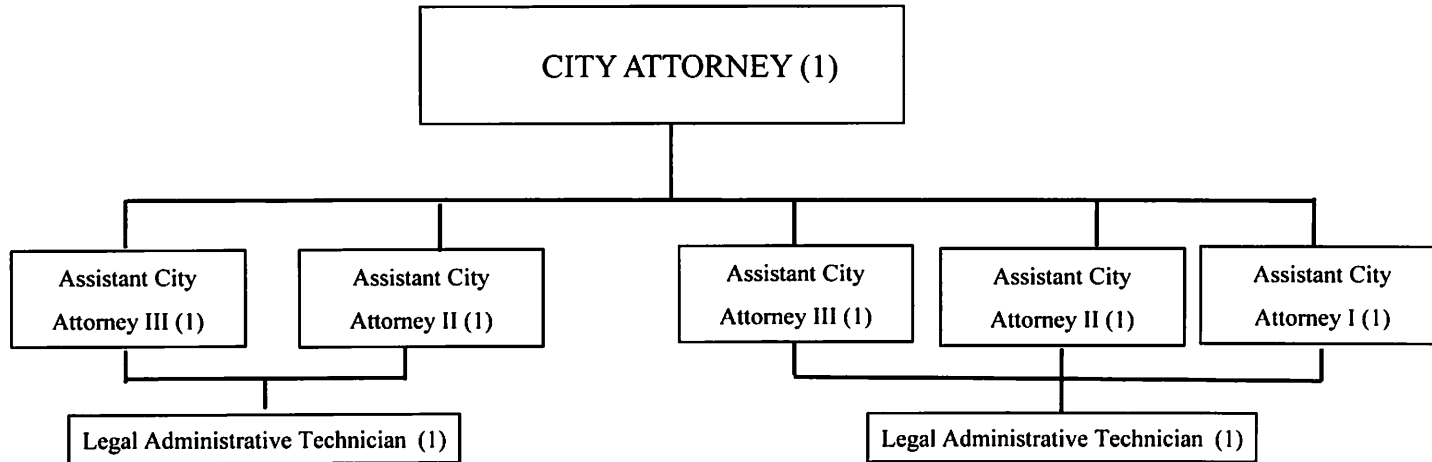 CITY ATTORNEY (1)
Assistant City
Attorney III (1)
Assistant City
Attorney II (1)
Assistant City
Attorney III (1)
Assistant City
Attorney II (1)
Assistant City
Attorney I (1)
Legal Administrative Technician (1)
Legal Administrative Technician (1)